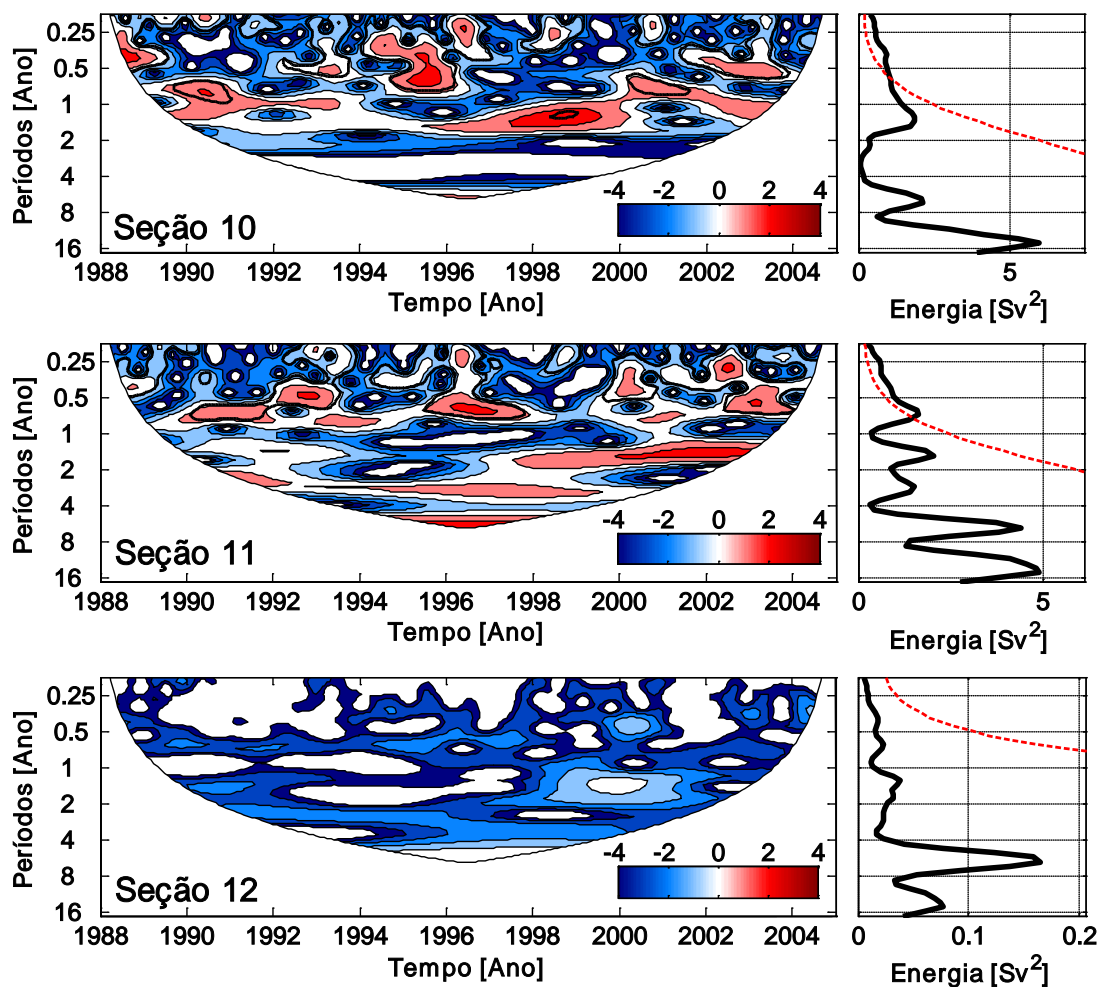 Períodos [Ano]
0.25
0.5
1
2
4
8
16
-4 -2 0 2 4
Seção 10
1988 1990 1992 1994 1996 1998 2000 2002 2004
Tempo [Ano]
0 5
Energia [Sv²]
Períodos [Ano]
0.25
0.5
1
2
4
8
16
-4 -2 0 2 4
Seção 11
1988 1990 1992 1994 1996 1998 2000 2002 2004
Tempo [Ano]
0 5
Energia [Sv²]
Períodos [Ano]
0.25
0.5
1
2
4
8
16
-4 -2 0 2 4
Seção 12
1988 1990 1992 1994 1996 1998 2000 2002 2004
Tempo [Ano]
0 0.1 0.2
Energia [Sv²]